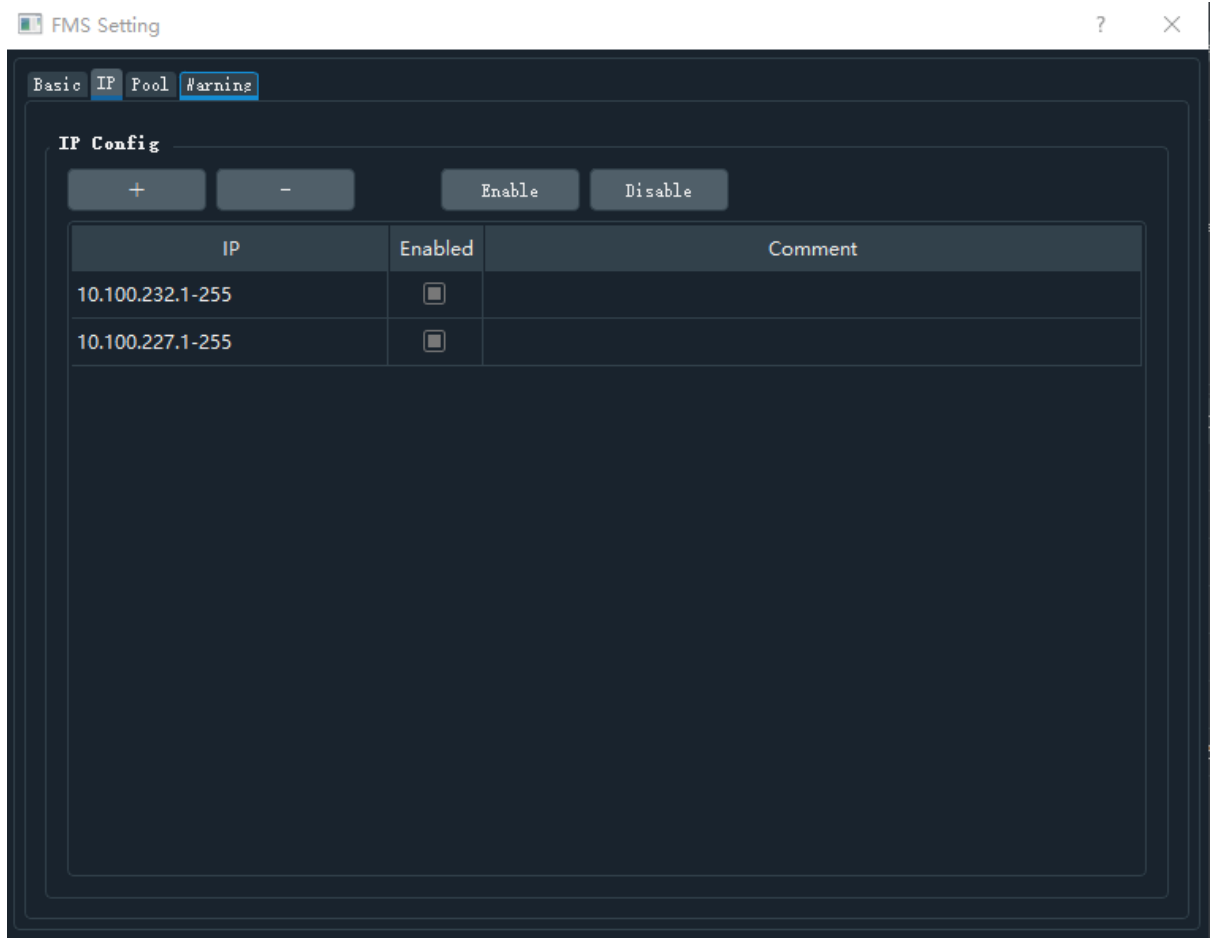 FMS Setting ?
Basic IP Pool Warning
IP Config
+ - Enable Disable
IP Enabled Comment
10.100.232.1-255
10.100.227.1-255